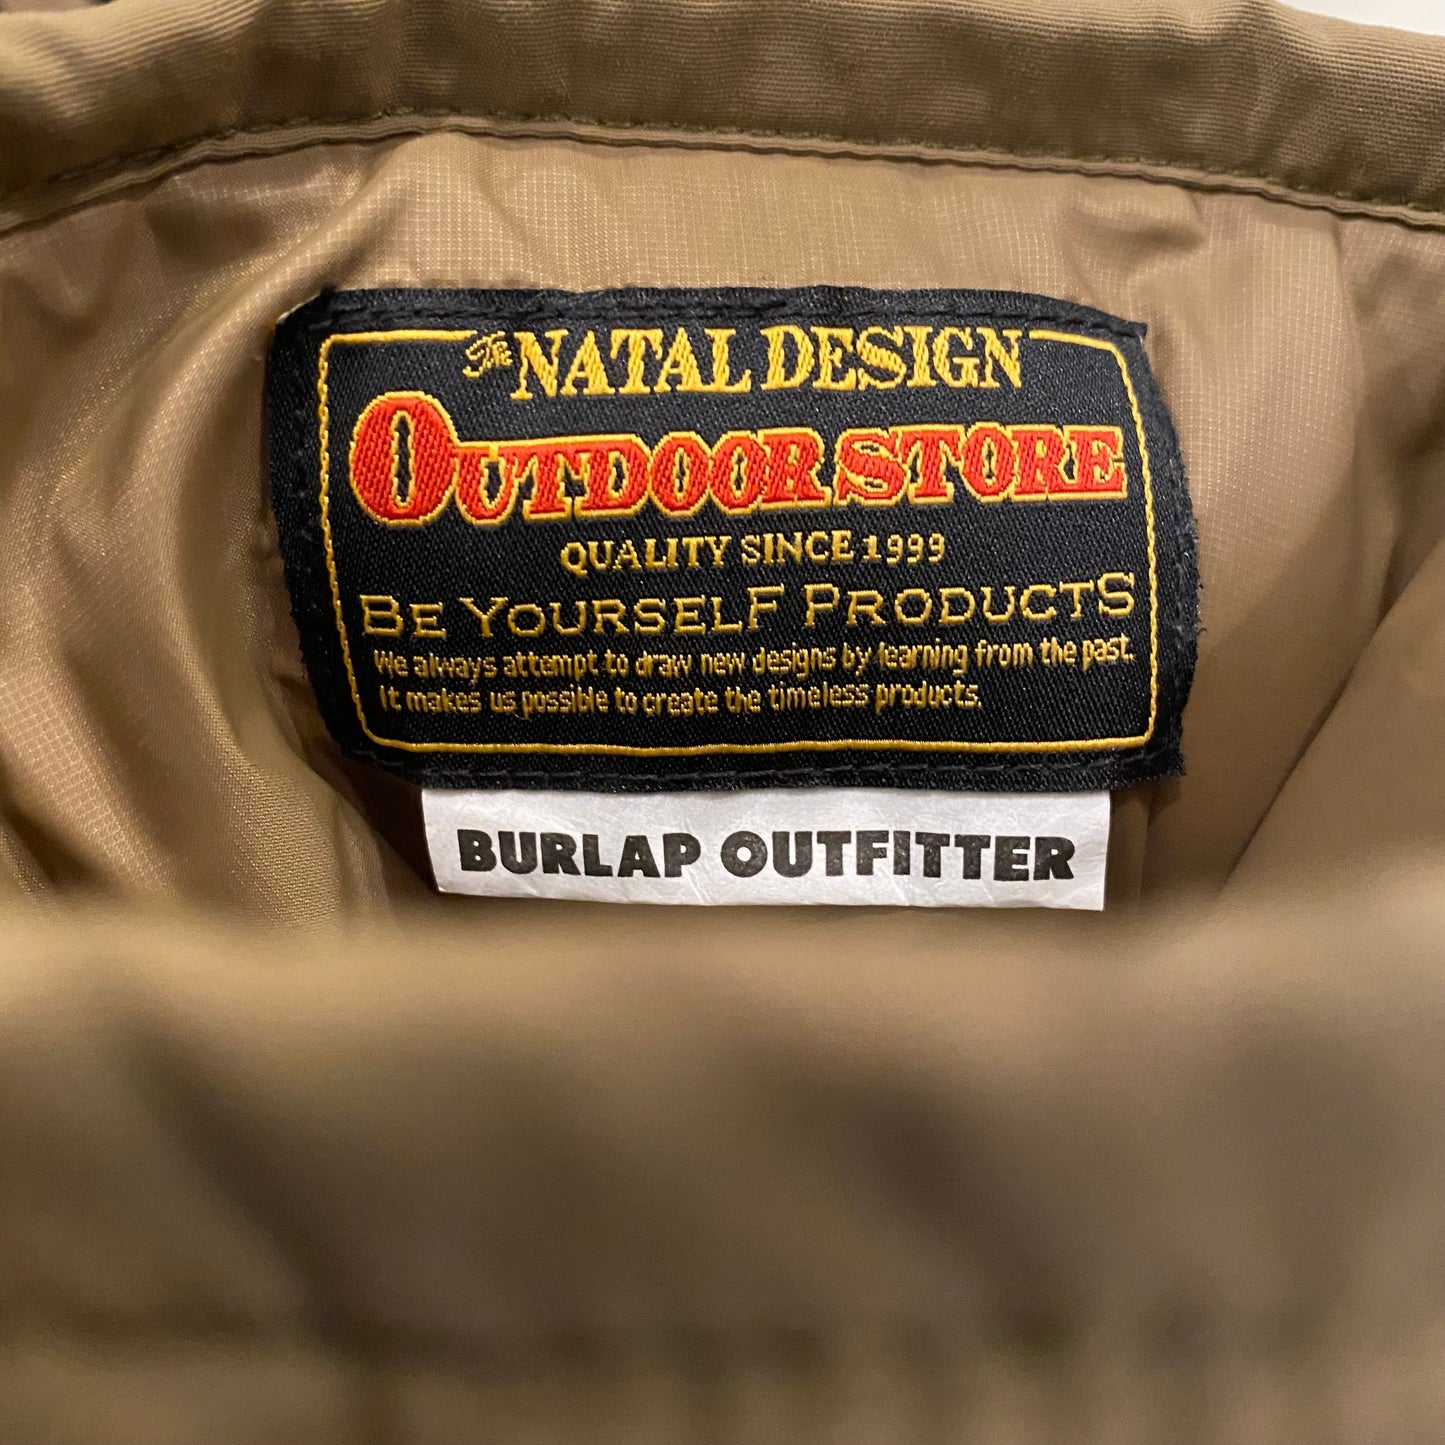 The NATAL DESIGN
OUTDOOR STORE
QUALITY SINCE 1999
BE YOURSELF PRODUCTS
We always attempt to draw new designs by learning from the past.
It makes us possible to create the timeless products.
BURLAP OUTFITTER